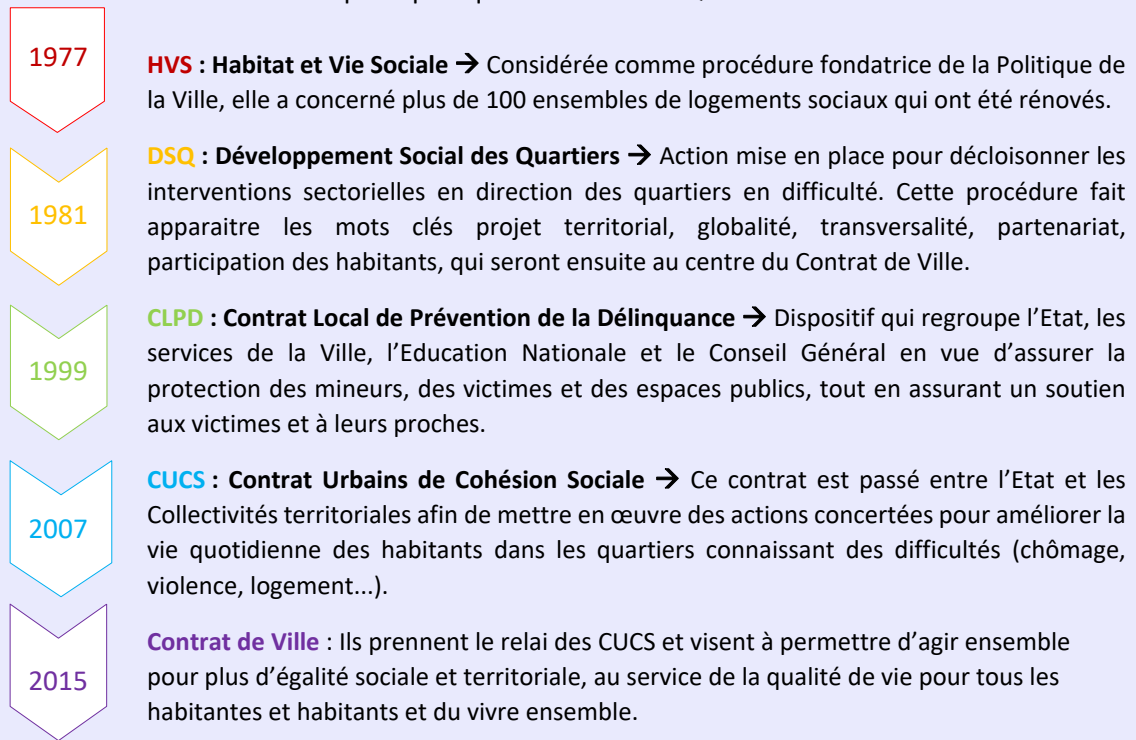 1977
HVS : Habitat et Vie Sociale → Considérée comme procédure fondatrice de la Politique de
la Ville, elle a concerné plus de 100 ensembles de logements sociaux qui ont été rénovés.
DSQ : Développement Social des Quartiers → Action mise en place pour décloisonner les
interventions sectorielles en direction des quartiers en difficulté. Cette procédure fait
1981
apparaitre les mots clés projet territorial, globalité, transversalité, partenariat,
participation des habitants, qui seront ensuite au centre du Contrat de Ville.
CLPD : Contrat Local de Prévention de la Délinquance → Dispositif qui regroupe l'Etat, les
services de la Ville, l'Education Nationale et le Conseil Général en vue d'assurer la
1999
protection des mineurs, des victimes et des espaces publics, tout en assurant un soutien
aux victimes et à leurs proches.
CUCS : Contrat Urbains de Cohésion Sociale → Ce contrat est passé entre l'Etat et les
Collectivités territoriales afin de mettre en œuvre des actions concertées pour améliorer la
2007
vie quotidienne des habitants dans les quartiers connaissant des difficultés (chômage,
violence, logement...).
Contrat de Ville : Ils prennent le relai des CUCS et visent à permettre d'agir ensemble
2015
pour plus d'égalité sociale et territoriale, au service de la qualité de vie pour tous les
habitantes et habitants et du vivre ensemble.